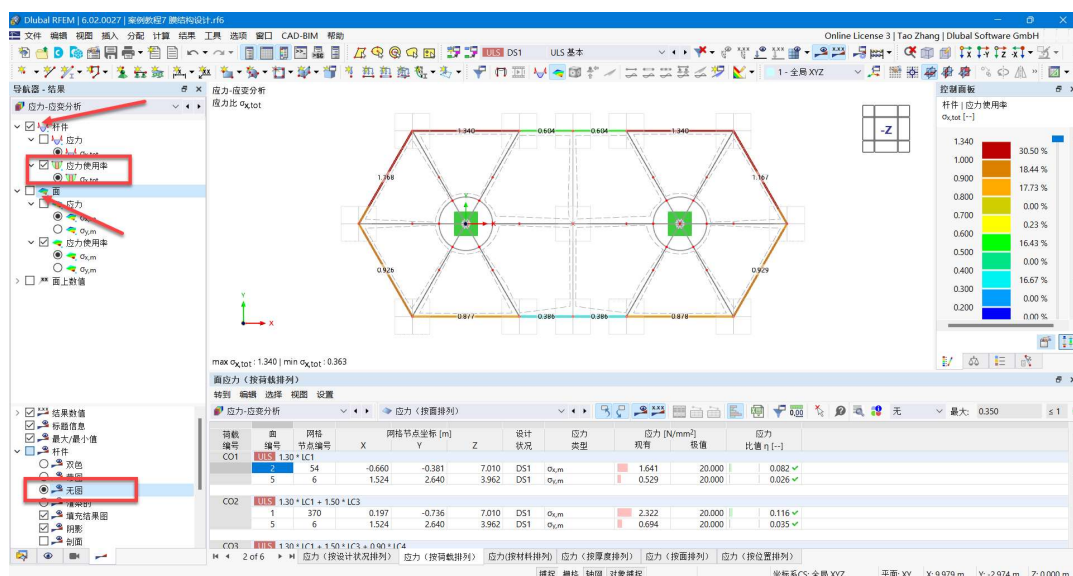 Dlubal RFEM | 6.02.0027 | 案例教程7 膜结构设计.rf6
文件 编辑 视图 插入 分配 计算 结果 工具 选项 窗口 CAD-BIM 帮助
Online License 3 | Tao Zhang | Dlubal Software GmbH
ULS DS1 ULS 基本
1 - 全局 XYZ
导航器 - 结果
应力-应变分析
杆件
应力
σx,tot
应力使用率
σx,tot
面
应力
σy,m
应力使用率
σx,m
σy,m
面上数值
应力-应变分析
应力比 σx,tot
1.340 0.604 0.604 1.340
1.168 1.167
0.926 0.929
0.877 0.386 0.386 0.878
-Z
Y
X
max σx,tot : 1.340 | min σx,tot : 0.363
控制面板
杆件 | 应力使用率
σx,tot [--]
1.340
30.50 %
1.000
18.44 %
0.900
17.73 %
0.800
0.00 %
0.700
0.23 %
0.600
16.43 %
0.500
0.00 %
0.400
16.67 %
0.300
0.00 %
0.200
0.00 %
结果数值
标题信息
最大/最小值
杆件
双色
无图
填充结果图
阴影
剖面
面应力（按荷载排列）
转到 编辑 选择 视图 设置
应力-应变分析 应力（按面排列） 无 最大: 0.350 ≤ 1
荷载 面 网格 网格节点坐标 [m] 设计 应力 应力 [N/mm²] 应力
编号 编号 节点编号 X Y Z 状况 类型 现有 极值 比值 η [--]
CO1 ULS 1.30 * LC1
2 54 -0.660 -0.381 7.010 DS1 σx,m 1.641 20.000 0.082
5 6 1.524 2.640 3.962 DS1 σy,m 0.529 20.000 0.026
CO2 ULS 1.30 * LC1 + 1.50 * LC3
1 370 0.197 -0.736 7.010 DS1 σx,m 2.322 20.000 0.116
5 6 1.524 2.640 3.962 DS1 σy,m 0.694 20.000 0.035
CO3 ULS 1.30 * LC1 + 1.50 * LC3 + 0.90 * LC4
2 of 6 应力（按设计状况排列） 应力（按荷载排列） 应力(按材料排列) 应力（按厚度排列） 应力（按面排列） 应力（按位置排列）
捕捉 栅格 轴网 对象捕捉 坐标系CS: 全局 XYZ 平面: XY X: 9.979 m Y: -2.974 m Z: 0.000 m